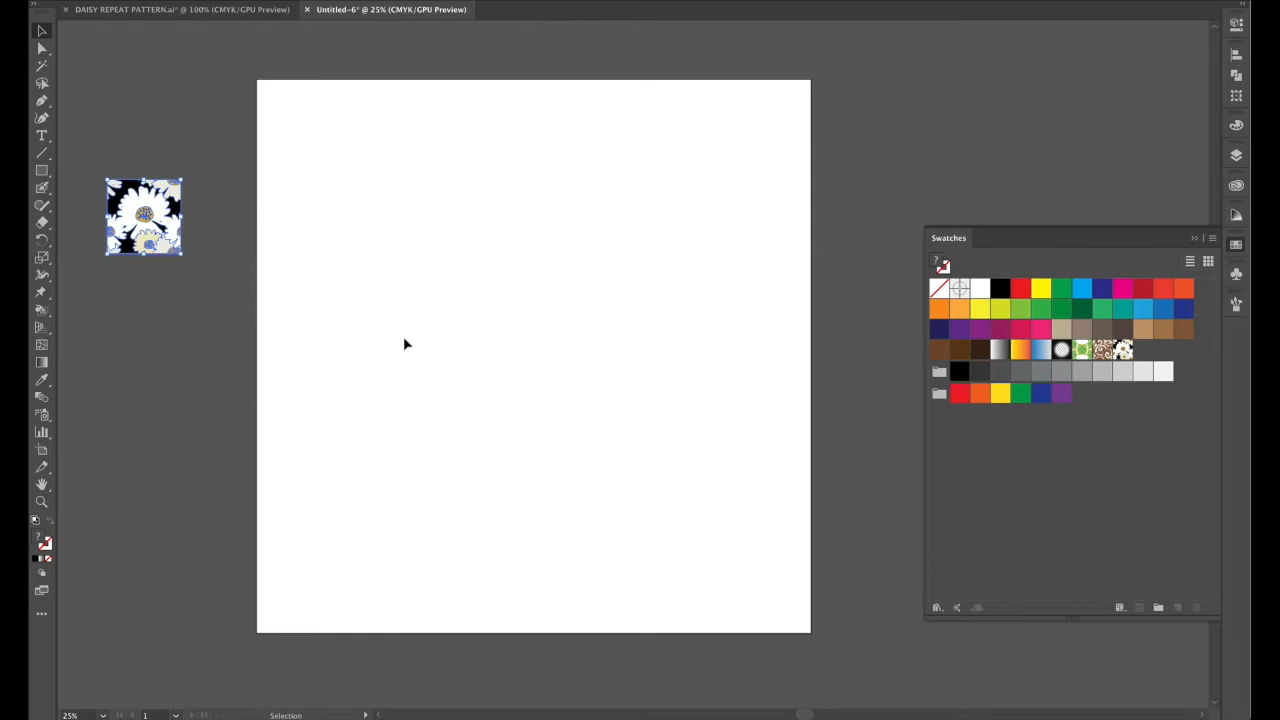 DAISY REPEAT PATTERN.ai* @ 100% (CMYK/GPU Preview)
Untitled-6* @ 25% (CMYK/GPU Preview)
T
Swatches
?
?
25%
1
Selection